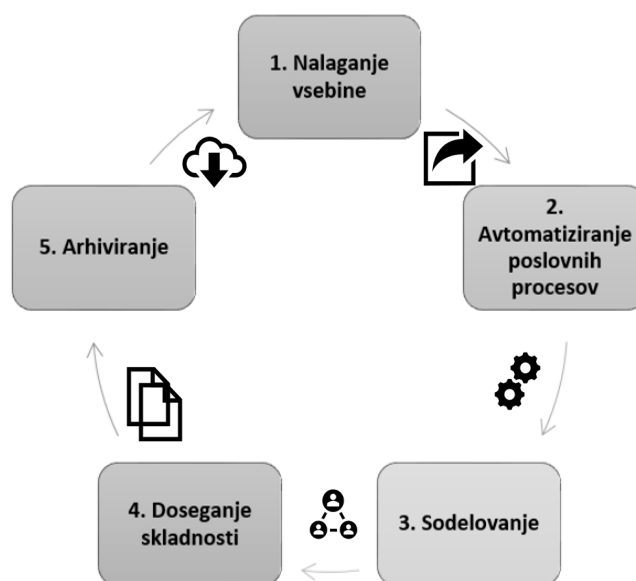 1. Nalaganje
vsebine
2.
Avtomatiziranje
poslovnih
procesov
3. Sodelovanje
4. Doseganje
skladnosti
5. Arhiviranje